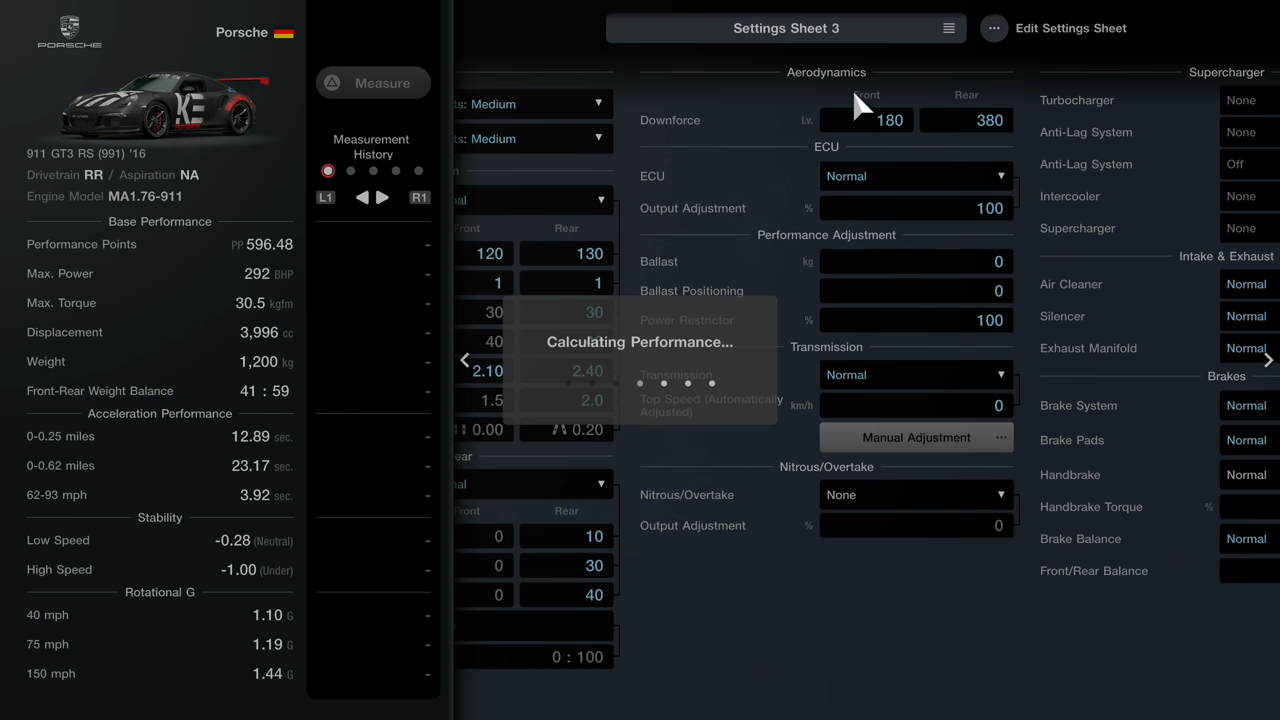 PORSCHE
Porsche
Settings Sheet 3
Edit Settings Sheet
Measure
Measurement
History
L1
R1
911 GT3 RS (991) '16
Drivetrain RR / Aspiration NA
Engine Model MA1.76-911
Base Performance
Performance Points PP 596.48 -
Max. Power 292 BHP -
Max. Torque 30.5 kgfm -
Displacement 3,996 cc -
Weight 1,200 kg -
Front-Rear Weight Balance 41 : 59 -
Acceleration Performance
0-0.25 miles 12.89 sec. -
0-0.62 miles 23.17 sec. -
62-93 mph 3.92 sec. -
Stability
Low Speed -0.28 (Neutral) -
High Speed -1.00 (Under) -
Rotational G
40 mph 1.10 G -
75 mph 1.19 G -
150 mph 1.44 G -
ts: Medium
ts: Medium
Front Rear
120 130
1 1
30 30
40 40
2.10 2.40
1.5 2.0
0.00 0.20
Front Rear
0 10
0 30
0 40
0 : 100
Calculating Performance...
Aerodynamics
Front Rear
Downforce Lv. 180 380
ECU
ECU Normal
Output Adjustment % 100
Performance Adjustment
Ballast kg 0
Ballast Positioning 0
Power Restrictor % 100
Transmission
Transmission Normal
Top Speed (Automatically
Adjusted) km/h 0
Manual Adjustment
Nitrous/Overtake
Nitrous/Overtake None
Output Adjustment % 0
Supercharger
Turbocharger None
Anti-Lag System None
Anti-Lag System Off
Intercooler None
Supercharger None
Intake & Exhaust
Air Cleaner Normal
Silencer Normal
Exhaust Manifold Normal
Brakes
Brake System Normal
Brake Pads Normal
Handbrake Normal
Handbrake Torque %
Brake Balance Normal
Front/Rear Balance